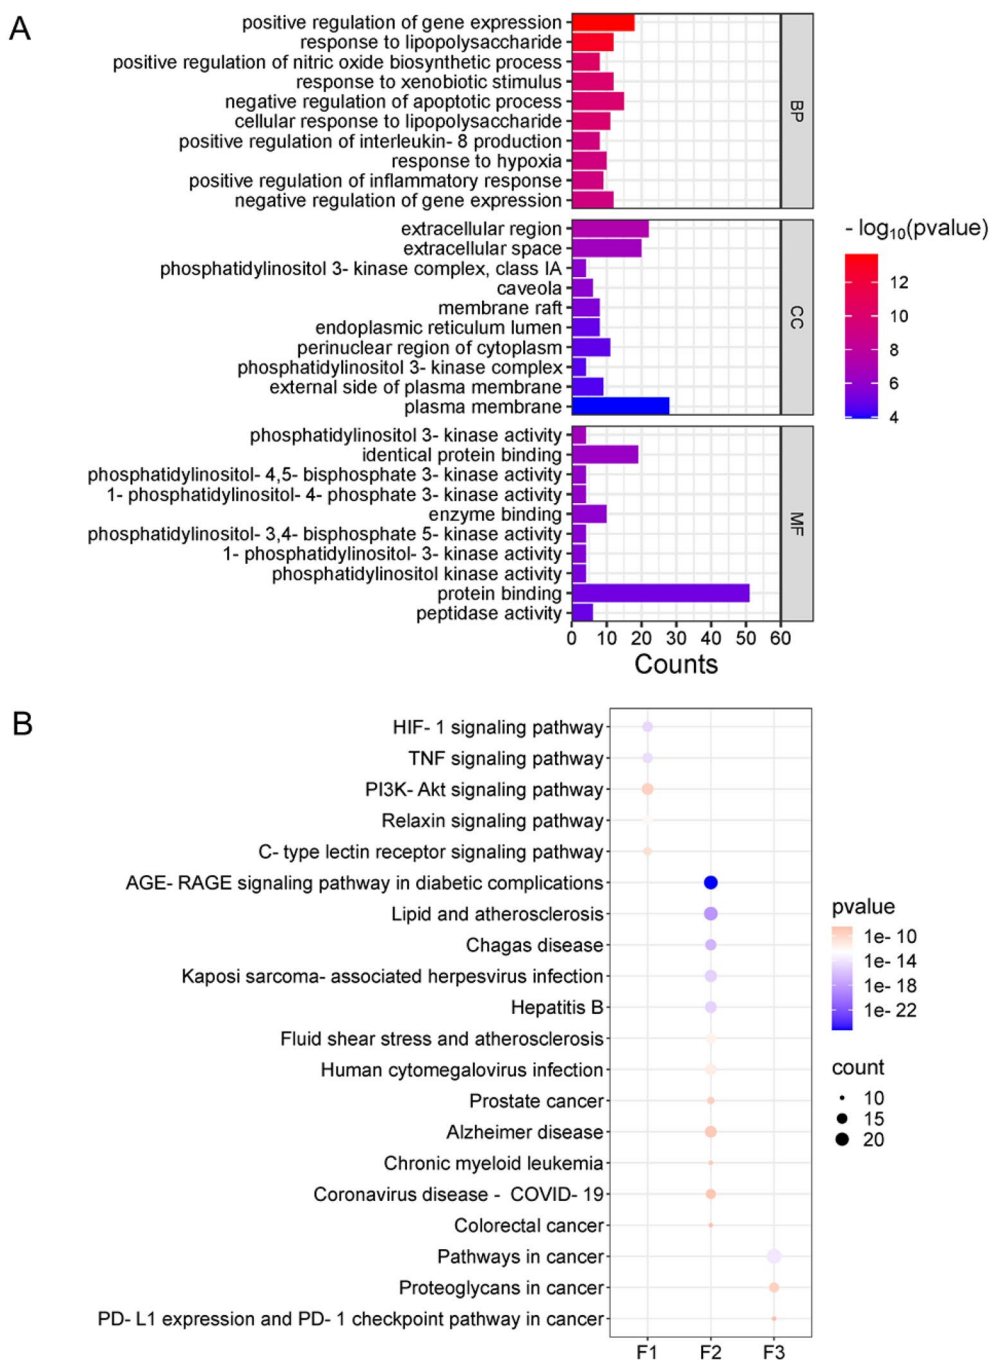 A
positive regulation of gene expression
response to lipopolysaccharide
positive regulation of nitric oxide biosynthetic process
response to xenobiotic stimulus
negative regulation of apoptotic process
cellular response to lipopolysaccharide
positive regulation of interleukin- 8 production
response to hypoxia
positive regulation of inflammatory response
negative regulation of gene expression
BP
extracellular region
extracellular space
phosphatidylinositol 3- kinase complex, class IA
caveola
membrane raft
endoplasmic reticulum lumen
perinuclear region of cytoplasm
phosphatidylinositol 3- kinase complex
external side of plasma membrane
plasma membrane
CC
phosphatidylinositol 3- kinase activity
identical protein binding
phosphatidylinositol- 4,5- bisphosphate 3- kinase activity
1- phosphatidylinositol- 4- phosphate 3- kinase activity
enzyme binding
phosphatidylinositol- 3,4- bisphosphate 5- kinase activity
1- phosphatidylinositol- 3- kinase activity
phosphatidylinositol kinase activity
protein binding
peptidase activity
MF
0 10 20 30 40 50 60
Counts
- log10(pvalue)
12
10
8
6
4
B
HIF- 1 signaling pathway
TNF signaling pathway
PI3K- Akt signaling pathway
Relaxin signaling pathway
C- type lectin receptor signaling pathway
AGE- RAGE signaling pathway in diabetic complications
Lipid and atherosclerosis
Chagas disease
Kaposi sarcoma- associated herpesvirus infection
Hepatitis B
Fluid shear stress and atherosclerosis
Human cytomegalovirus infection
Prostate cancer
Alzheimer disease
Chronic myeloid leukemia
Coronavirus disease - COVID- 19
Colorectal cancer
Pathways in cancer
Proteoglycans in cancer
PD- L1 expression and PD- 1 checkpoint pathway in cancer
F1 F2 F3
pvalue
1e- 10
1e- 14
1e- 18
1e- 22
count
10
15
20